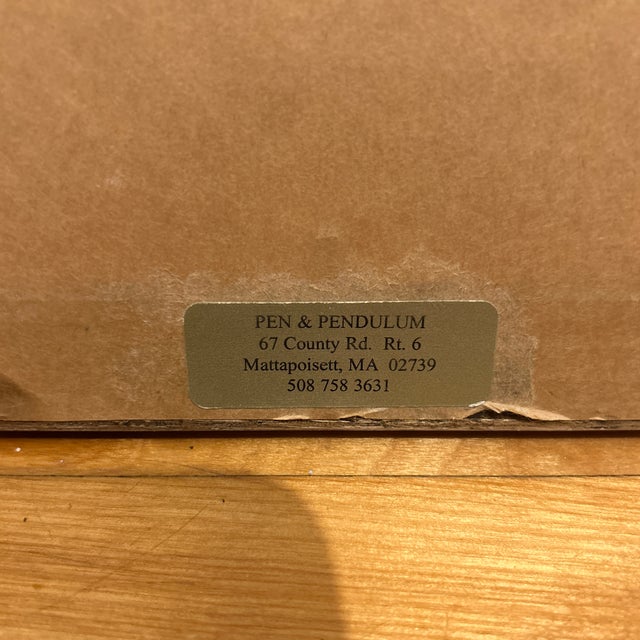 PEN & PENDULUM
67 County Rd. Rt. 6
Mattapoisett, MA 02739
508 758 3631